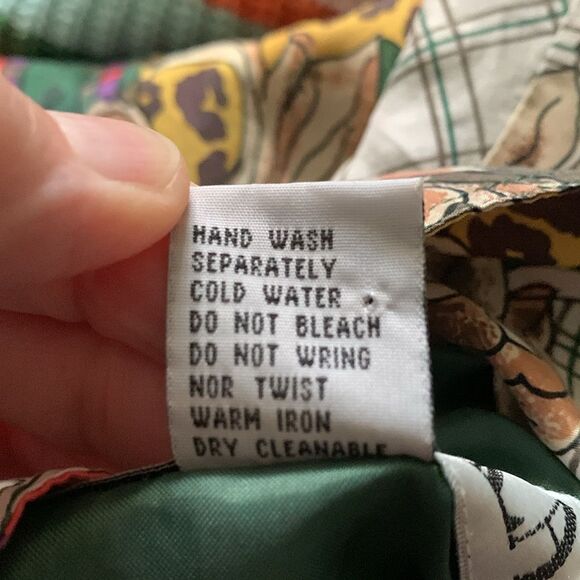 HAND WASH
SEPARATELY
COLD WATER
DO NOT BLEACH
DO NOT WRING
NOR TWIST
WARM IRON
DRY CLEANABLE